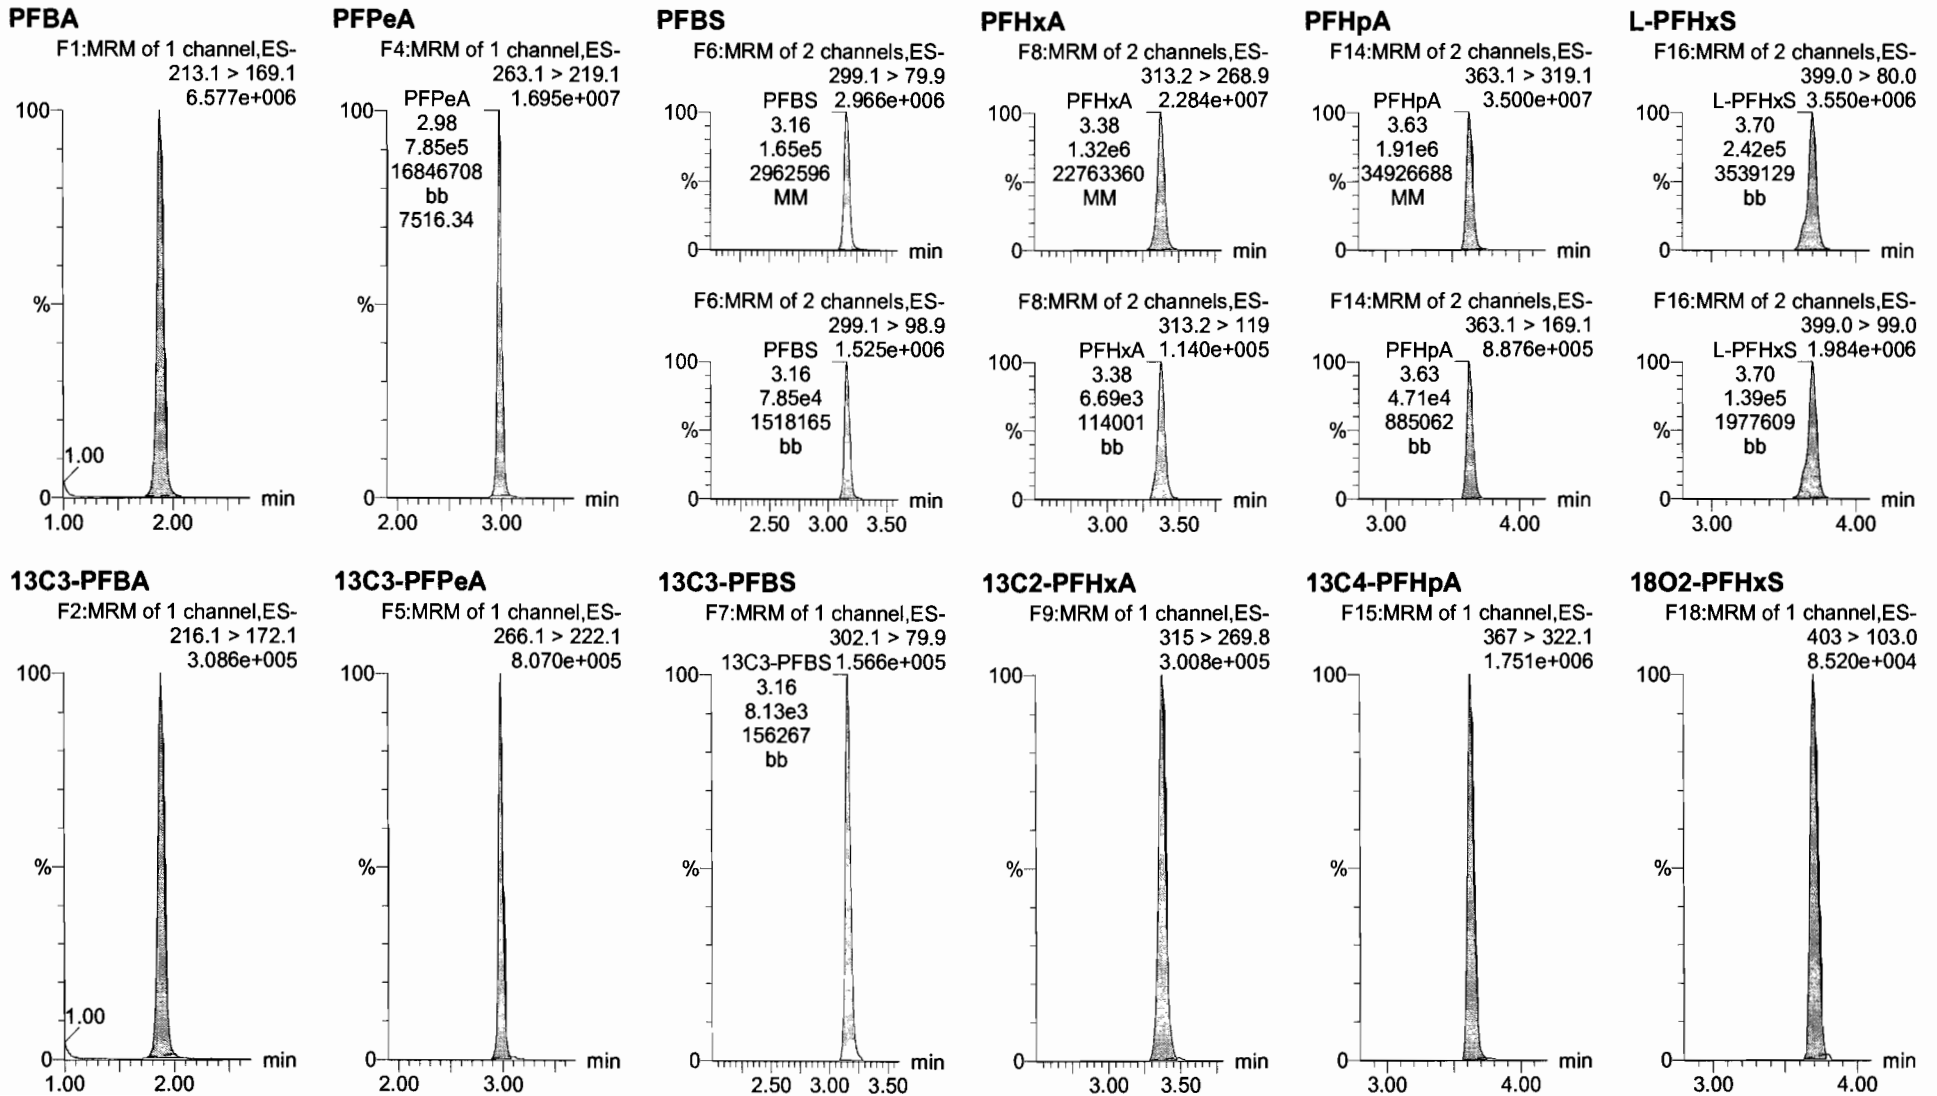 PFBA
F1:MRM of 1 channel,ES-
213.1 > 169.1
6.577e+006
100
%
1.00
0
min
1.00 2.00
PFPeA
F4:MRM of 1 channel,ES-
263.1 > 219.1
1.695e+007
PFPeA
2.98
7.85e5
16846708
bb
7516.34
100
%
0
min
2.00 3.00
PFBS
F6:MRM of 2 channels,ES-
299.1 > 79.9
2.966e+006
PFBS
3.16
1.65e5
2962596
MM
100
%
0
min
F6:MRM of 2 channels,ES-
299.1 > 98.9
1.525e+006
PFBS
3.16
7.85e4
1518165
bb
100
%
0
min
2.50 3.00 3.50
PFHxA
F8:MRM of 2 channels,ES-
313.2 > 268.9
2.284e+007
PFHxA
3.38
1.32e6
22763360
MM
100
%
0
min
F8:MRM of 2 channels,ES-
313.2 > 119
1.140e+005
PFHxA
3.38
6.69e3
114001
bb
100
%
0
min
3.00 3.50
PFHpA
F14:MRM of 2 channels,ES-
363.1 > 319.1
3.500e+007
PFHpA
3.63
1.91e6
34926688
MM
100
%
0
min
F14:MRM of 2 channels,ES-
363.1 > 169.1
8.876e+005
PFHpA
3.63
4.71e4
885062
bb
100
%
0
min
3.00 4.00
L-PFHxS
F16:MRM of 2 channels,ES-
399.0 > 80.0
3.550e+006
L-PFHxS
3.70
2.42e5
3539129
bb
100
%
0
min
F16:MRM of 2 channels,ES-
399.0 > 99.0
1.984e+006
L-PFHxS
3.70
1.39e5
1977609
bb
100
%
0
min
3.00 4.00
13C3-PFBA
F2:MRM of 1 channel,ES-
216.1 > 172.1
3.086e+005
100
%
1.00
0
min
1.00 2.00
13C3-PFPeA
F5:MRM of 1 channel,ES-
266.1 > 222.1
8.070e+005
100
%
0
min
2.00 3.00
13C3-PFBS
F7:MRM of 1 channel,ES-
302.1 > 79.9
1.566e+005
13C3-PFBS
3.16
8.13e3
156267
bb
100
%
0
min
2.50 3.00 3.50
13C2-PFHxA
F9:MRM of 1 channel,ES-
315 > 269.8
3.008e+005
100
%
0
min
3.00 3.50
13C4-PFHpA
F15:MRM of 1 channel,ES-
367 > 322.1
1.751e+006
100
%
0
min
3.00 4.00
18O2-PFHxS
F18:MRM of 1 channel,ES-
403 > 103.0
8.520e+004
100
%
0
min
3.00 4.00